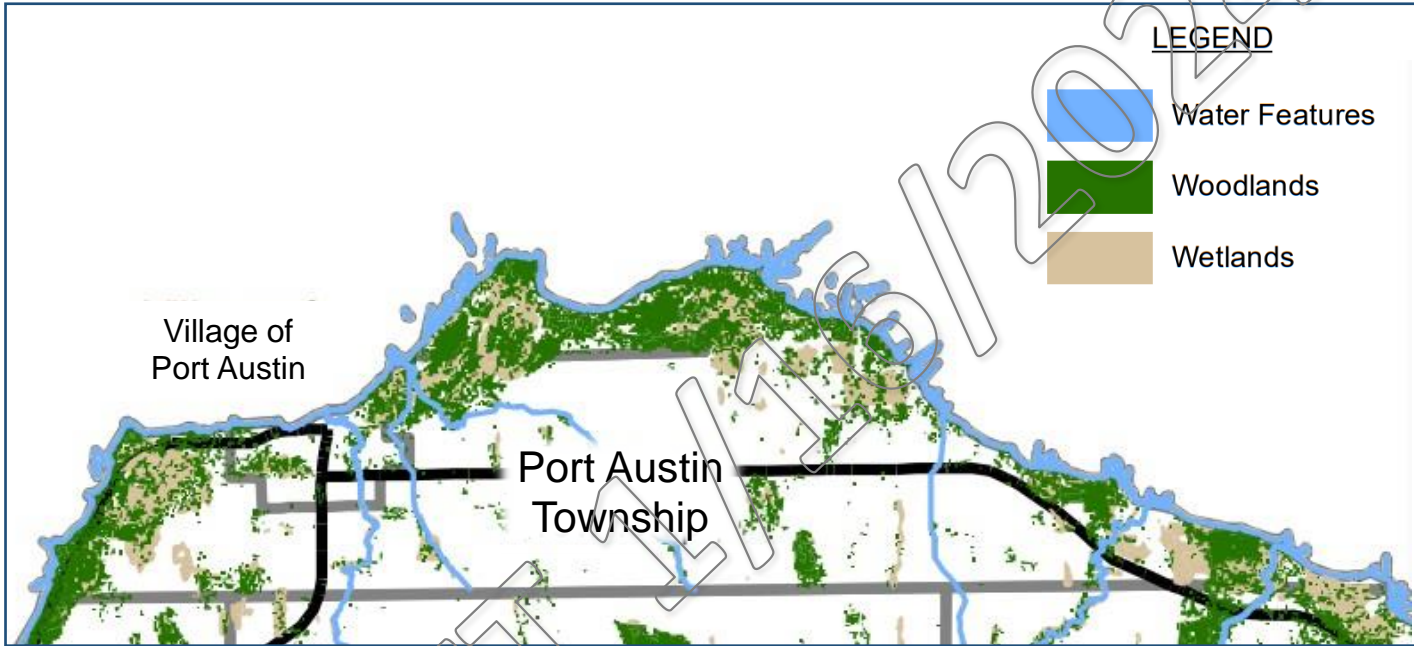 LEGEND
Water Features
Woodlands
Wetlands
Village of
Port Austin
Port Austin
Township